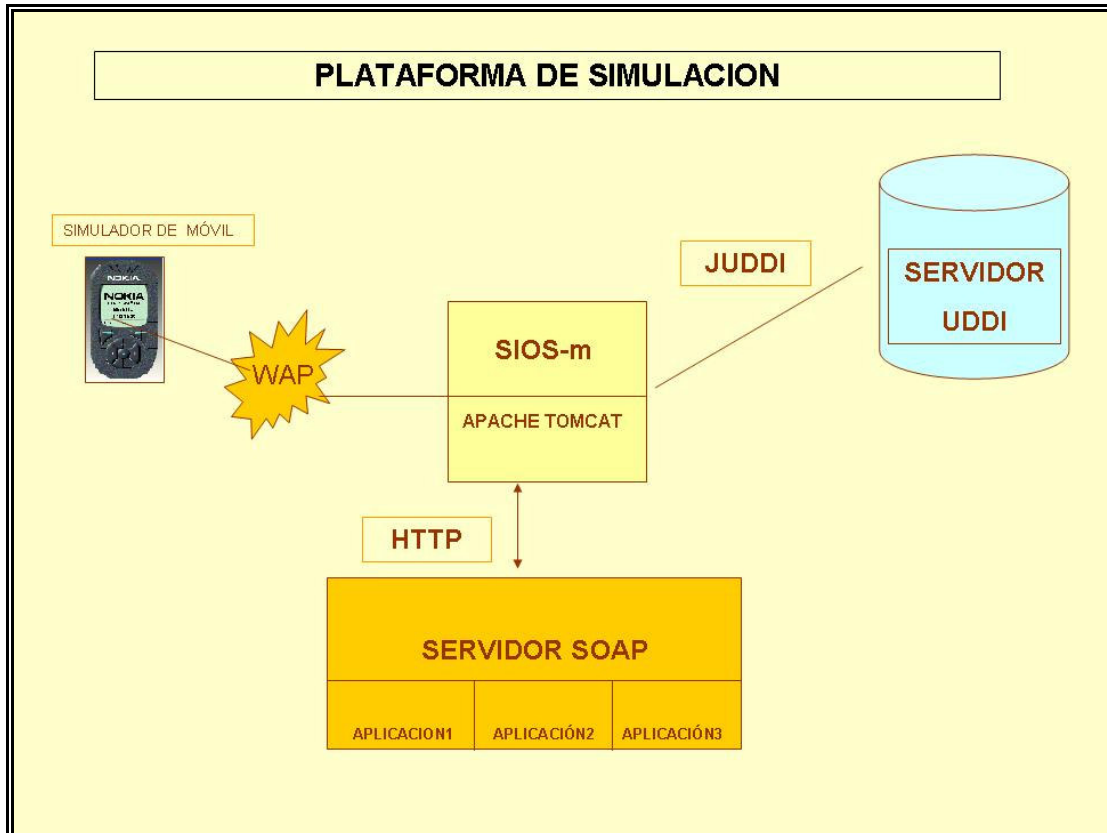 PLATAFORMA DE SIMULACION
SIMULADOR DE MÓVIL
NOKIA
NOKIA
WAP
SIOS-m
APACHE TOMCAT
JUDDI
SERVIDOR
UDDI
HTTP
SERVIDOR SOAP
APLICACION1
APLICACIÓN2
APLICACIÓN3